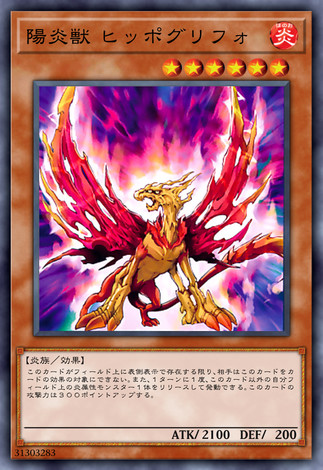 陽炎獣 ヒッポグリフォ
ほのお
炎
【炎族／効果】
このカードがフィールド上に表側表示で存在する限り、相手はこのカードをカ
ードの効果の対象にできない。また、1ターンに1度、このカード以外の自分フィ
ールド上の炎属性モンスター1体をリリースして発動できる。このカードの
攻撃力は３００ポイントアップする。
ATK/ 2100 DEF/ 200
31303283